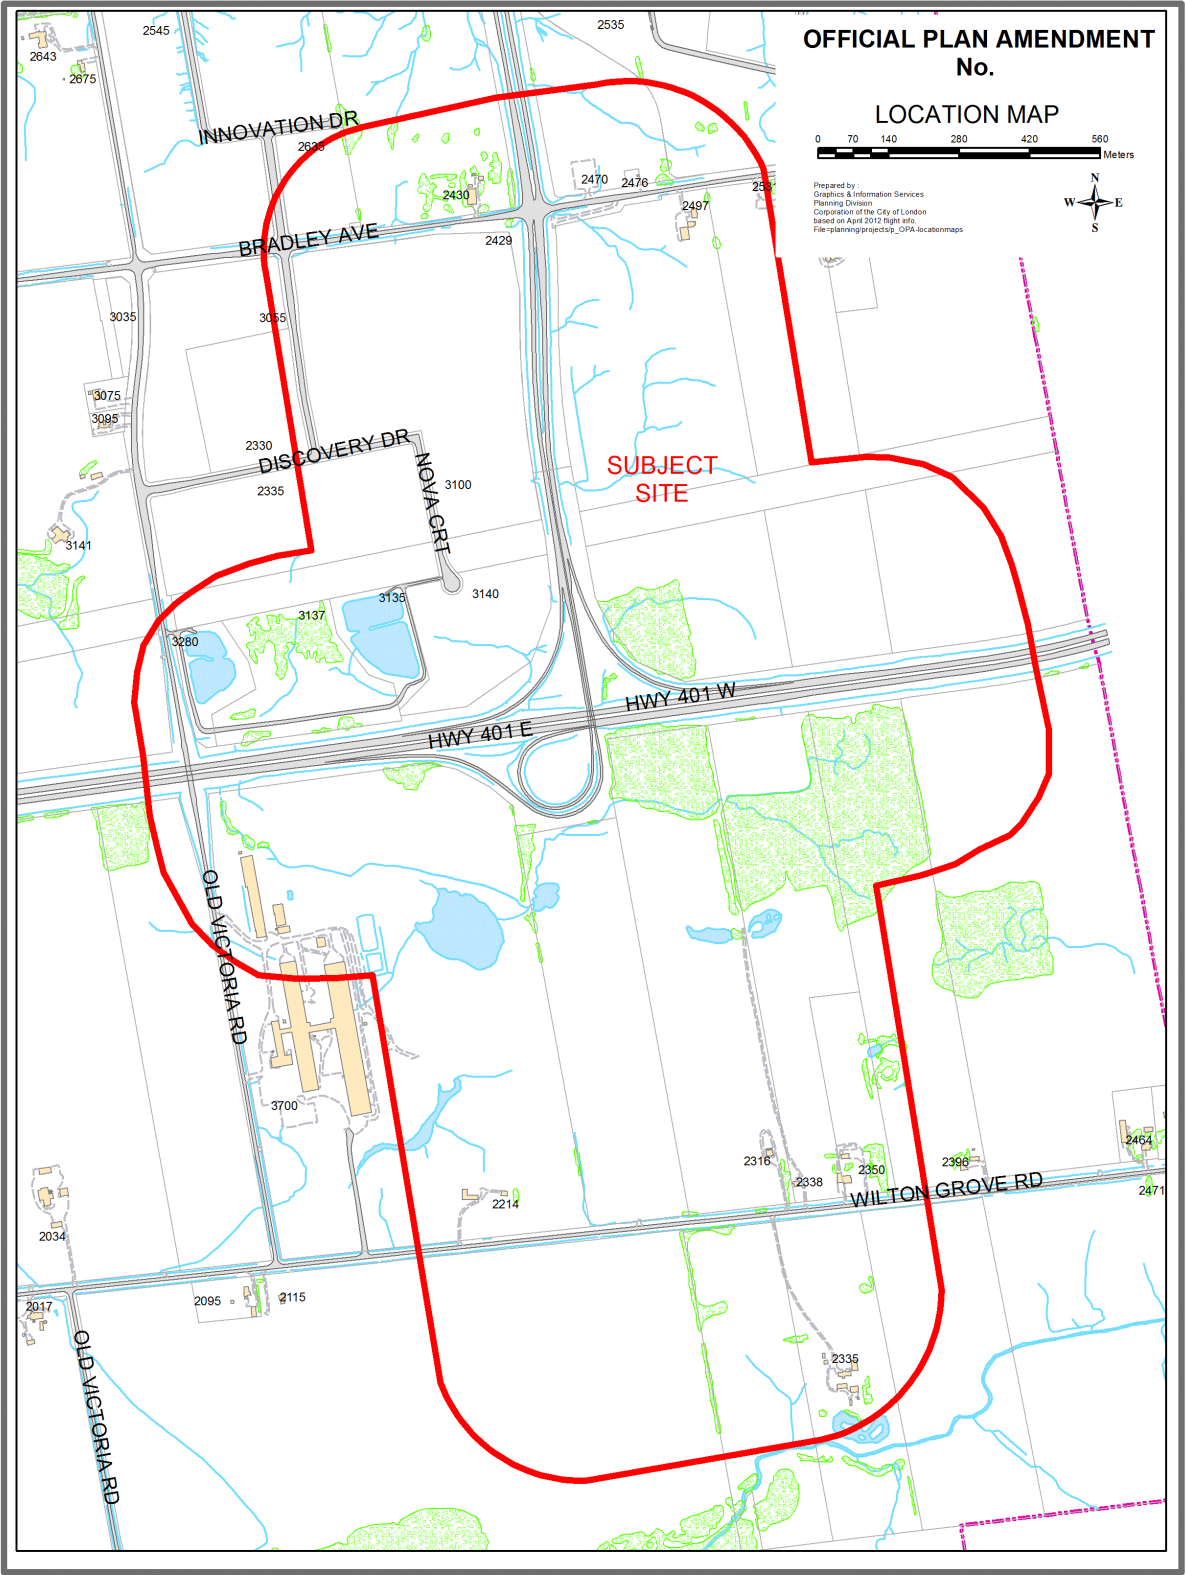 OFFICIAL PLAN AMENDMENT
No.
LOCATION MAP
0 70 140 280 420 560
Meters
Prepared by :
Graphics & Information Services
Planning Division
Corporation of the City of London
based on April 2012 flight info.
File=planning/projects/p_OPA-locationmaps
N
W E
S
2545
2535
2643
2675
INNOVATION DR
2635
2430
2470
2476
2531
2497
BRADLEY AVE
2429
3035
3055
3075
3095
2330
DISCOVERY DR
2335
NOVA CRT
3100
SUBJECT
SITE
3141
3135
3140
3137
3280
HWY 401 W
HWY 401 E
OLD VICTORIA RD
3700
2316
2338
2350
2396
2464
2471
WILTON GROVE RD
2214
2034
2017
2095
2115
OLD VICTORIA RD
2335